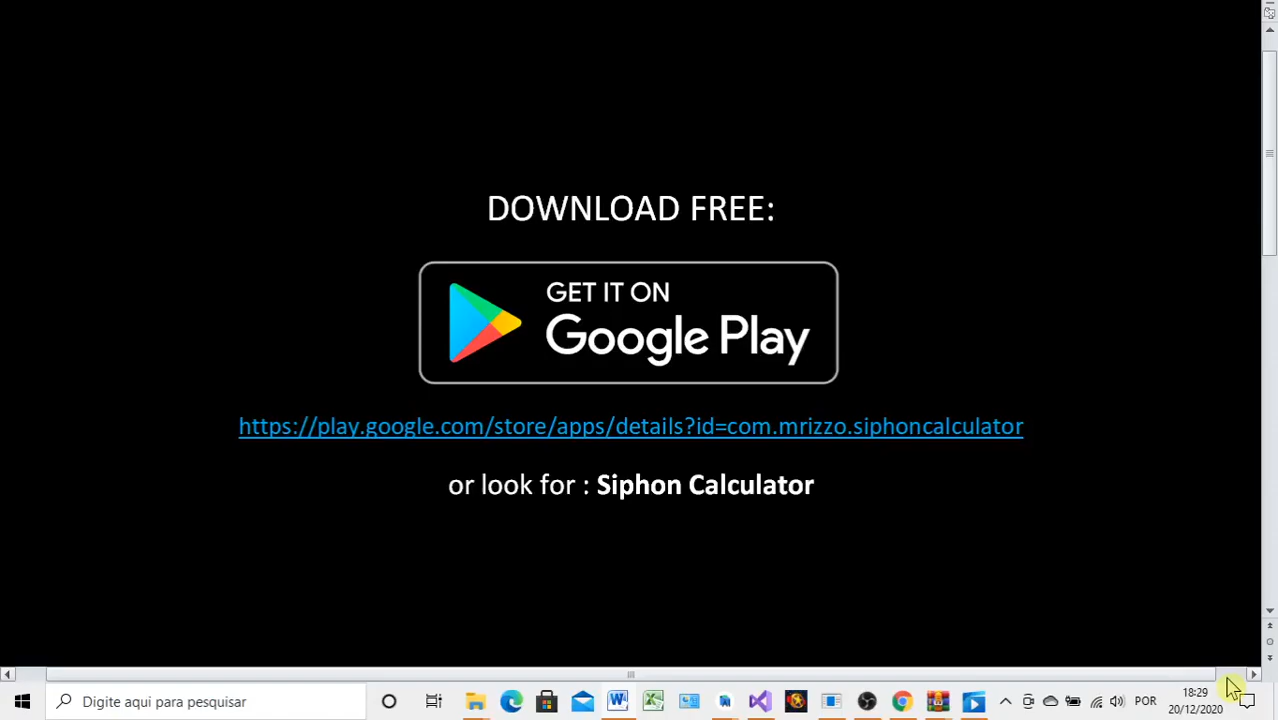 DOWNLOAD FREE:
GET IT ON
Google Play
https://play.google.com/store/apps/details?id=com.mrizzo.siphoncalculator
or look for : Siphon Calculator
Digite aqui para pesquisar
POR
18:29
20/12/2020